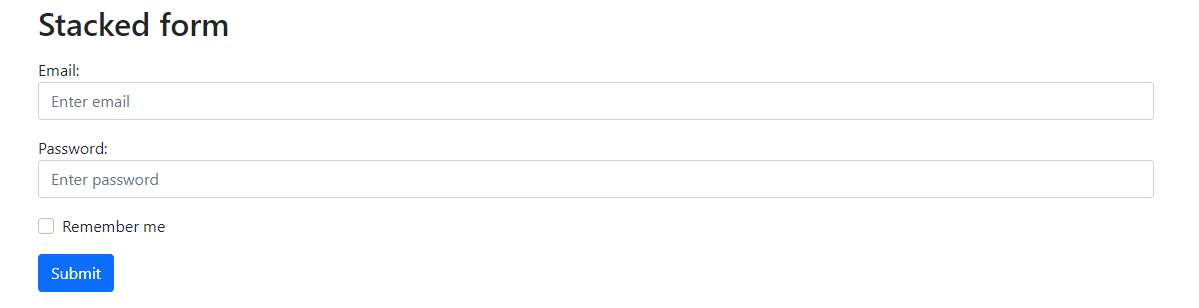 Stacked form
Email:
Enter email
Password:
Enter password
Remember me
Submit